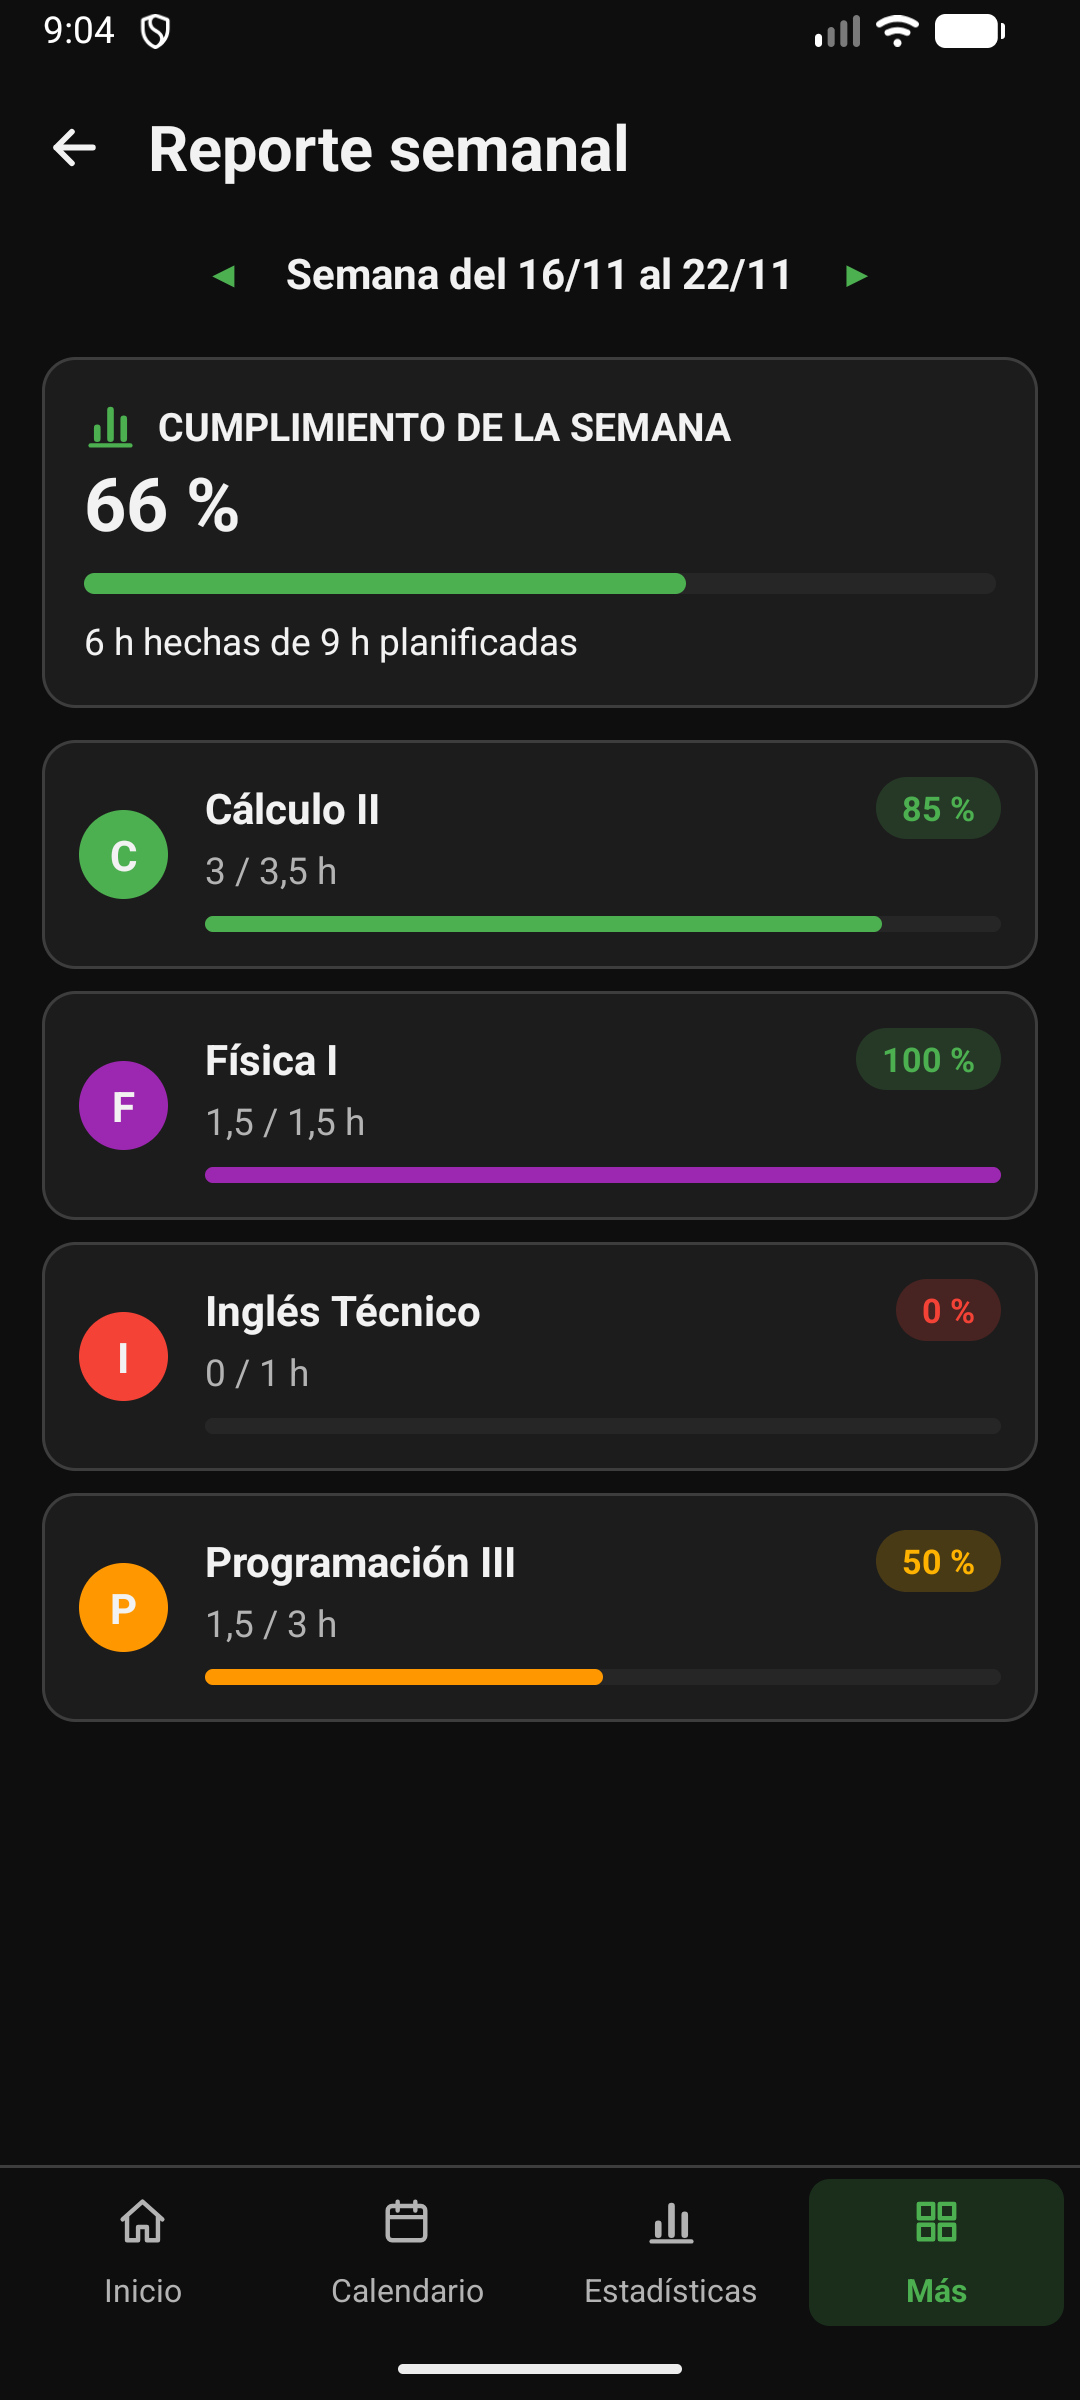 9:04
Reporte semanal
◀ Semana del 16/11 al 22/11 ▶
CUMPLIMIENTO DE LA SEMANA
66 %
6 h hechas de 9 h planificadas
Cálculo II
85 %
C
3 / 3,5 h
Física I
100 %
F
1,5 / 1,5 h
Inglés Técnico
0 %
I
0 / 1 h
Programación III
50 %
P
1,5 / 3 h
Inicio
Calendario
Estadísticas
Más